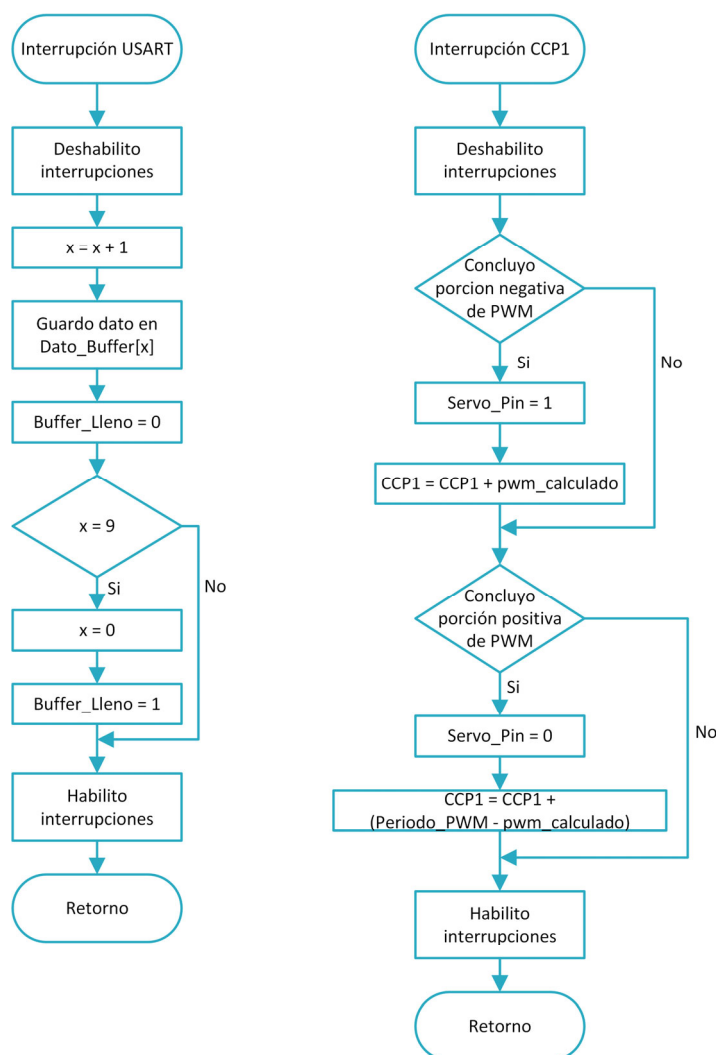 Interrupción USART
Deshabilito
interrupciones
x = x + 1
Guardo dato en
Dato_Buffer[x]
Buffer_Lleno = 0
x = 9
No
Si
x = 0
Buffer_Lleno = 1
Habilito
interrupciones
Retorno
Interrupción CCP1
Deshabilito
interrupciones
Concluyo
porcion negativa
de PWM
No
Si
Servo_Pin = 1
CCP1 = CCP1 + pwm_calculado
Concluyo
porción positiva
de PWM
Si
No
Servo_Pin = 0
CCP1 = CCP1 +
(Periodo_PWM - pwm_calculado)
Habilito
interrupciones
Retorno